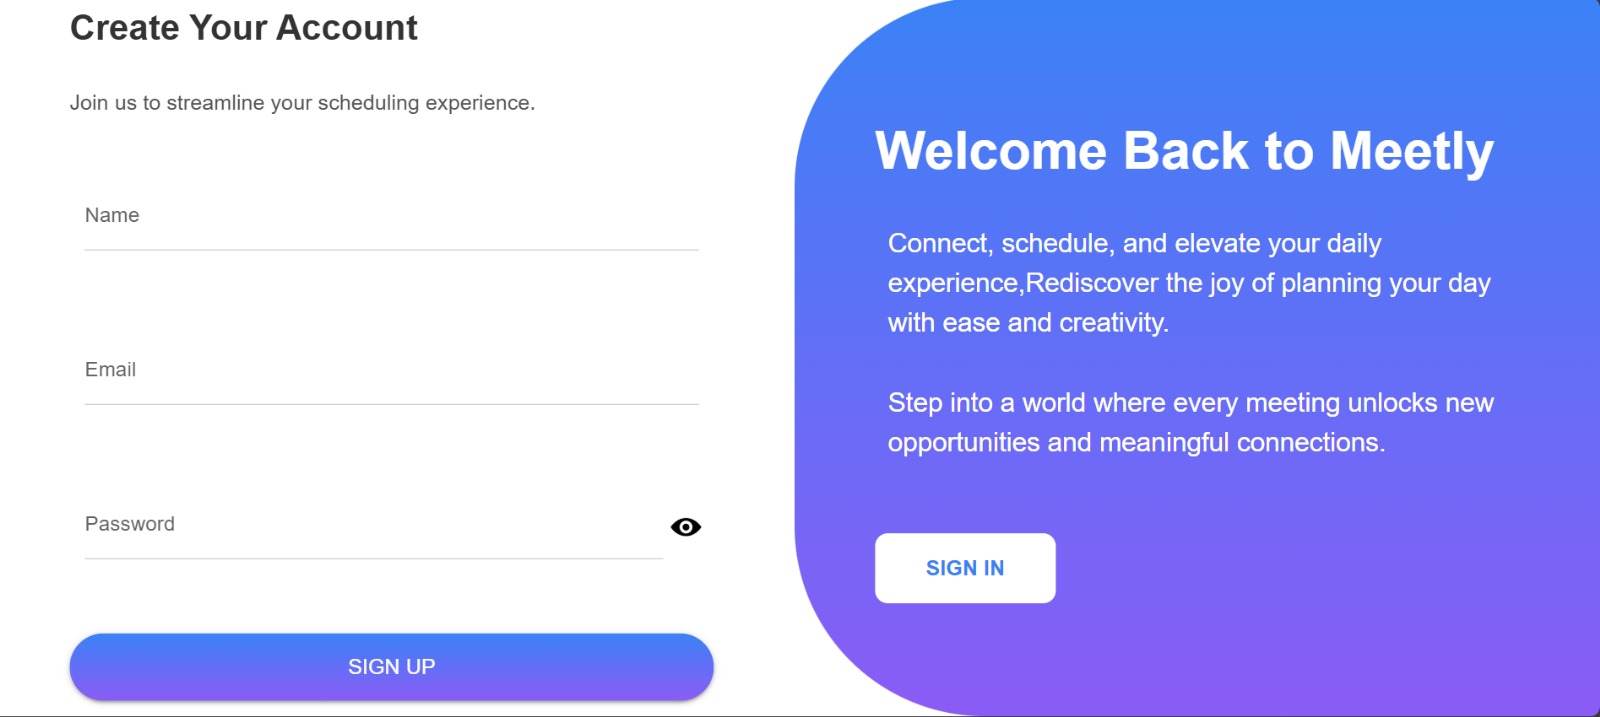 Create Your Account
Join us to streamline your scheduling experience.
Name
Email
Password
SIGN UP
Welcome Back to Meetly
Connect, schedule, and elevate your daily
experience,Rediscover the joy of planning your day
with ease and creativity.
Step into a world where every meeting unlocks new
opportunities and meaningful connections.
SIGN IN